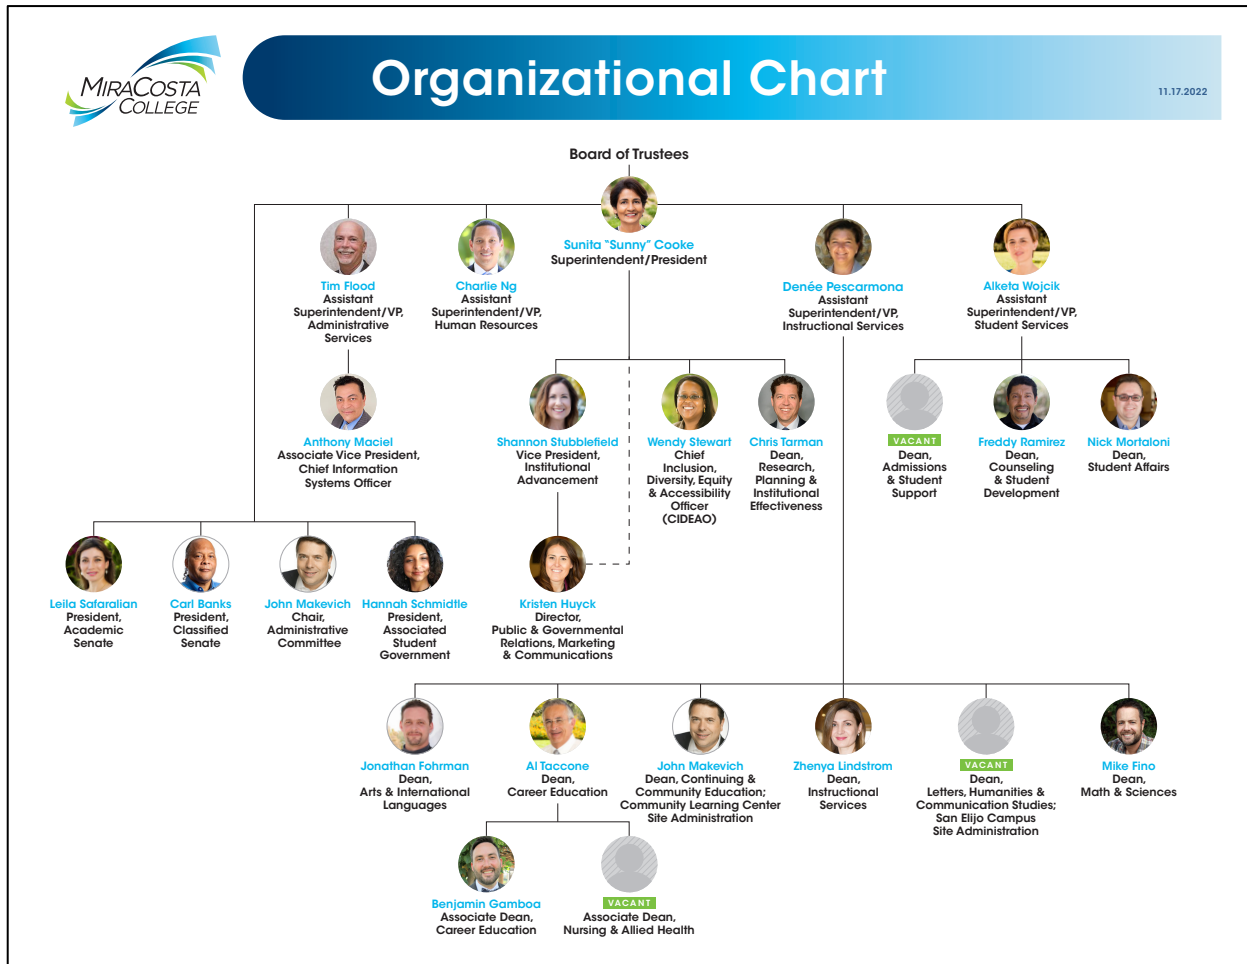 MIRACOSTA
COLLEGE
Organizational Chart
11.17.2022
Board of Trustees
Sunita "Sunny" Cooke
Superintendent/President
Tim Flood
Assistant
Superintendent/VP,
Administrative
Services
Charlie Ng
Assistant
Superintendent/VP,
Human Resources
Denée Pescarmona
Assistant
Superintendent/VP,
Instructional Services
Alketa Wojcik
Assistant
Superintendent/VP,
Student Services
Anthony Maciel
Associate Vice President,
Chief Information
Systems Officer
Shannon Stubblefield
Vice President,
Institutional
Advancement
Wendy Stewart
Chief
Inclusion,
Diversity, Equity
& Accessibility
Officer
(CIDEAO)
Chris Tarman
Dean,
Research,
Planning &
Institutional
Effectiveness
VACANT
Dean,
Admissions
& Student
Support
Freddy Ramirez
Dean,
Counseling
& Student
Development
Nick Mortaloni
Dean,
Student Affairs
Leila Safaralian
President,
Academic
Senate
Carl Banks
President,
Classified
Senate
John Makevich
Chair,
Administrative
Committee
Hannah Schmidtle
President,
Associated
Student
Government
Kristen Huyck
Director,
Public & Governmental
Relations, Marketing
& Communications
Jonathan Fohrman
Dean,
Arts & International
Languages
Al Taccone
Dean,
Career Education
John Makevich
Dean, Continuing &
Community Education;
Community Learning Center
Site Administration
Zhenya Lindstrom
Dean,
Instructional
Services
VACANT
Dean,
Letters, Humanities &
Communication Studies;
San Elijo Campus
Site Administration
Mike Fino
Dean,
Math & Sciences
Benjamin Gamboa
Associate Dean,
Career Education
VACANT
Associate Dean,
Nursing & Allied Health